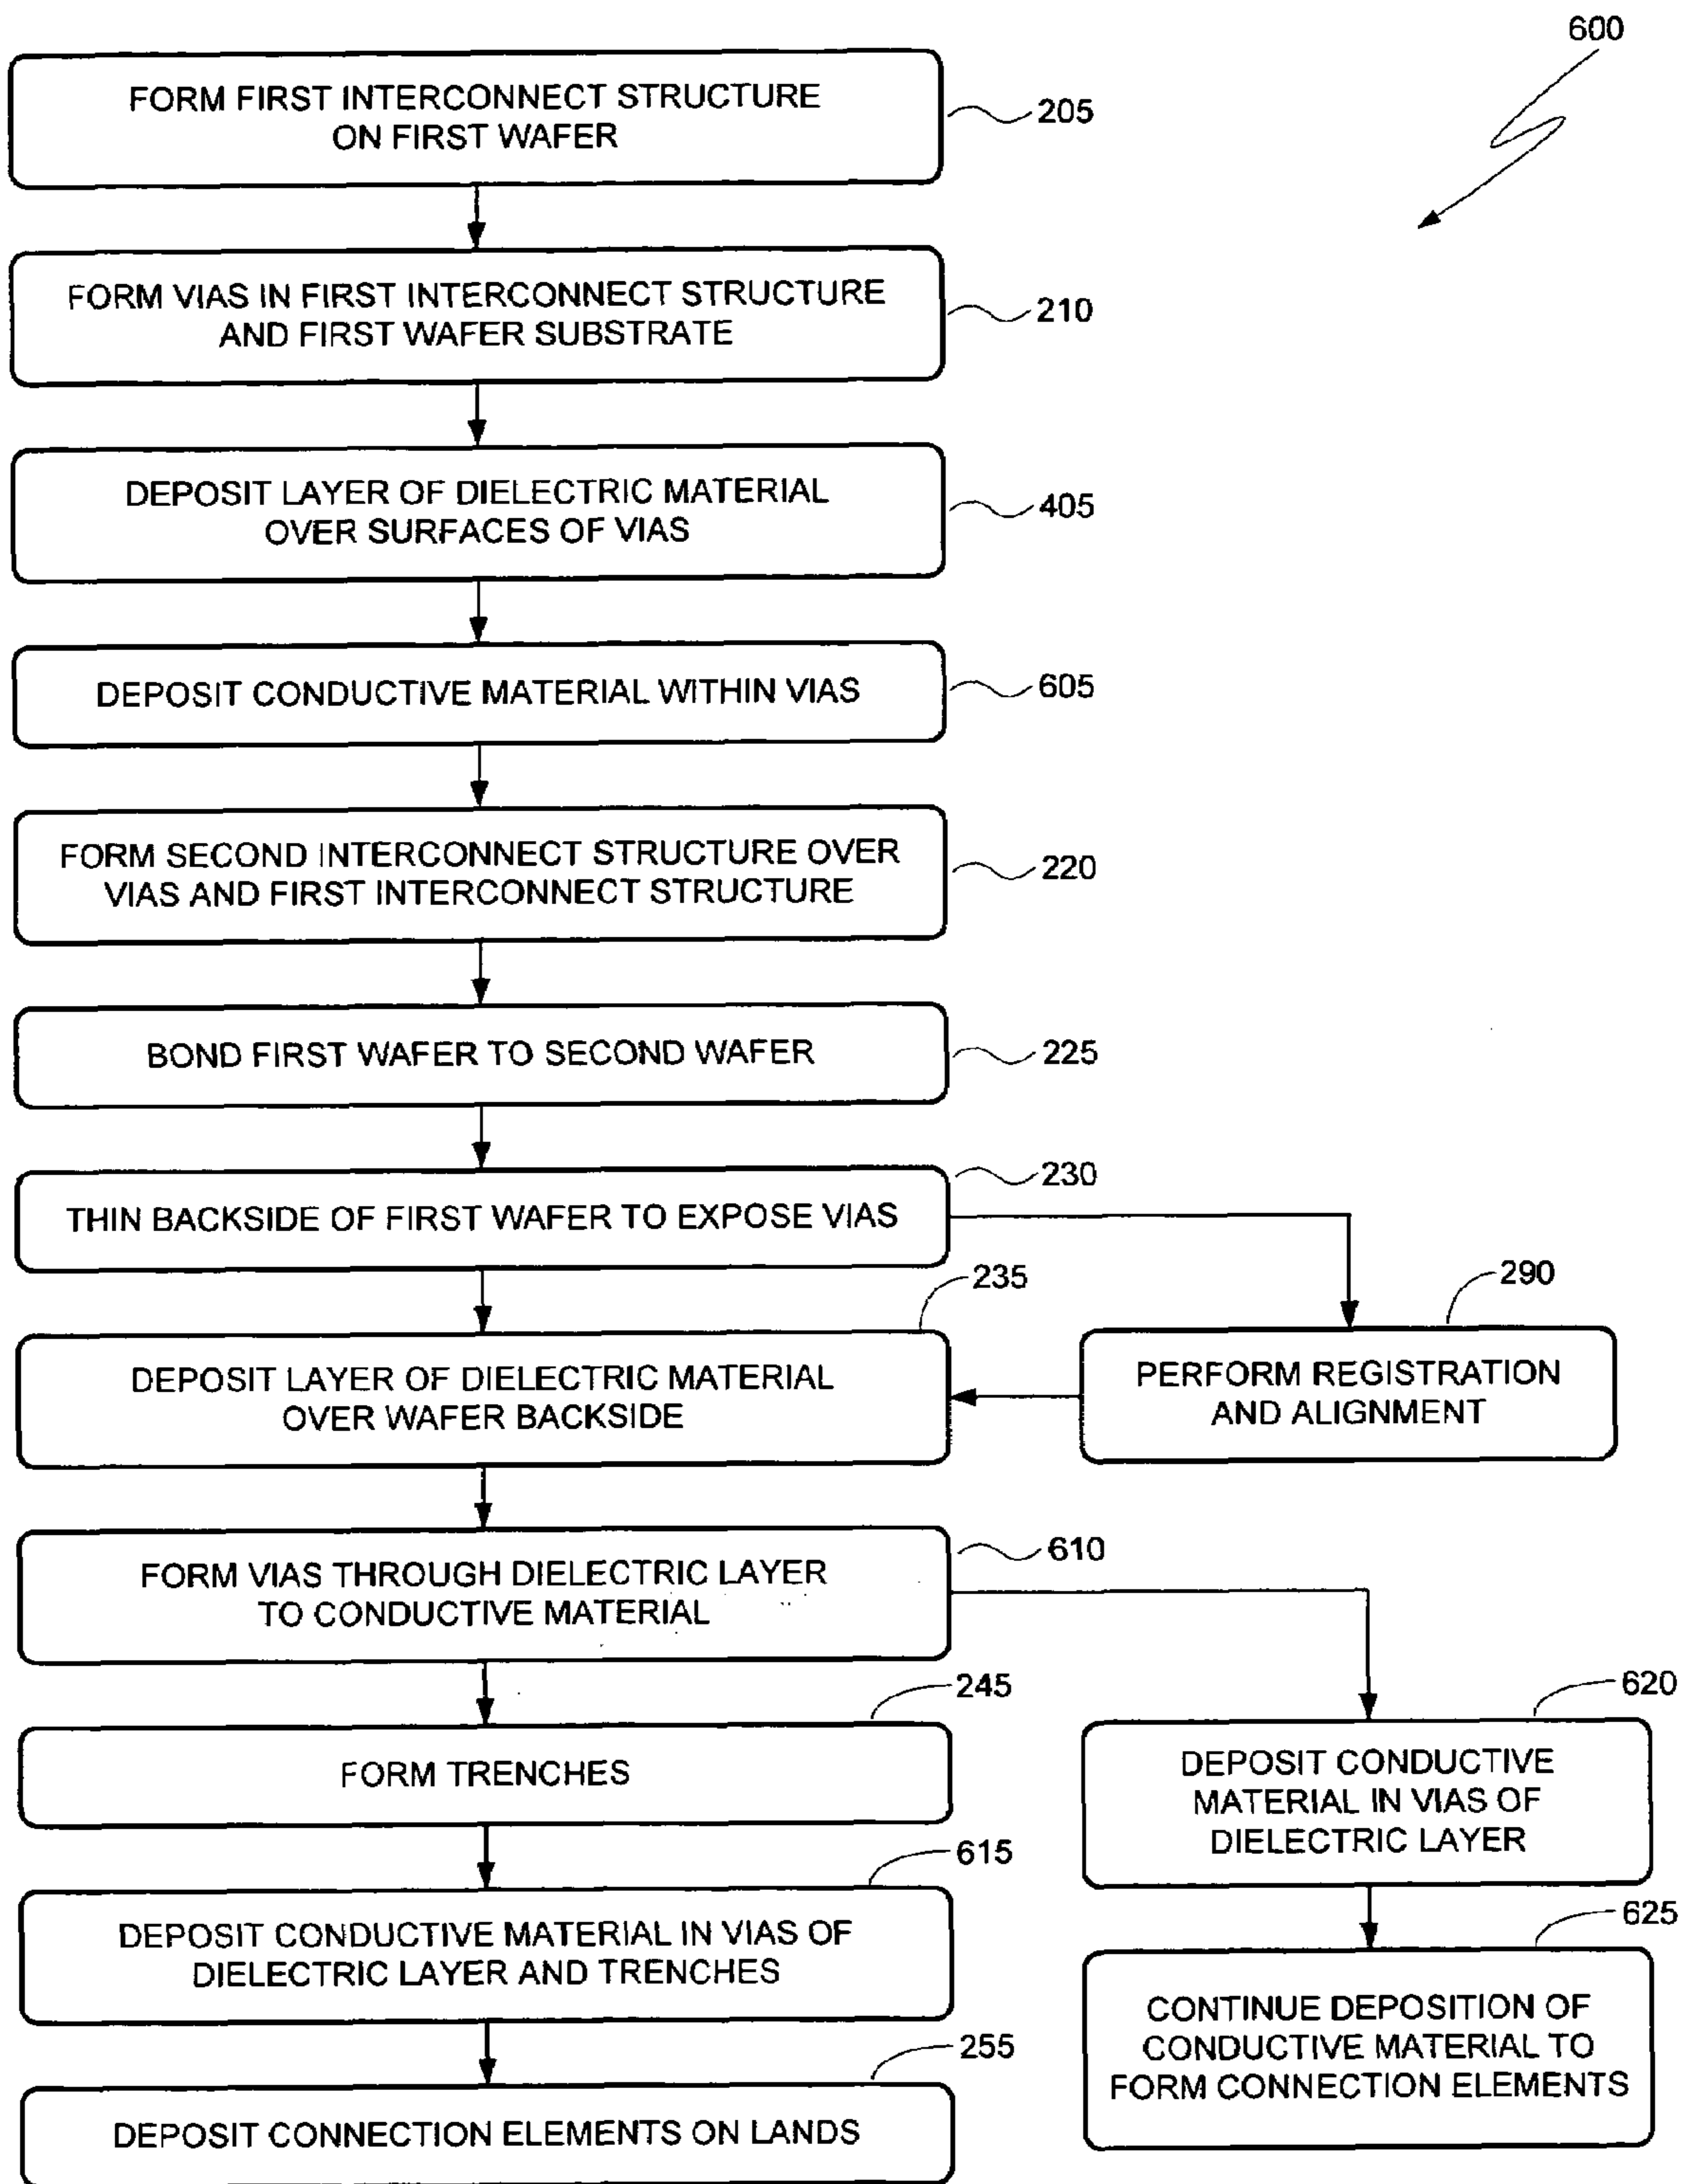 600
FORM FIRST INTERCONNECT STRUCTURE
ON FIRST WAFER
205
FORM VIAS IN FIRST INTERCONNECT STRUCTURE
AND FIRST WAFER SUBSTRATE
210
DEPOSIT LAYER OF DIELECTRIC MATERIAL
OVER SURFACES OF VIAS
405
DEPOSIT CONDUCTIVE MATERIAL WITHIN VIAS
605
FORM SECOND INTERCONNECT STRUCTURE OVER
VIAS AND FIRST INTERCONNECT STRUCTURE
220
BOND FIRST WAFER TO SECOND WAFER
225
THIN BACKSIDE OF FIRST WAFER TO EXPOSE VIAS
230
235
DEPOSIT LAYER OF DIELECTRIC MATERIAL
OVER WAFER BACKSIDE
290
PERFORM REGISTRATION
AND ALIGNMENT
FORM VIAS THROUGH DIELECTRIC LAYER
TO CONDUCTIVE MATERIAL
610
245
FORM TRENCHES
615
DEPOSIT CONDUCTIVE MATERIAL IN VIAS OF
DIELECTRIC LAYER AND TRENCHES
255
DEPOSIT CONNECTION ELEMENTS ON LANDS
620
DEPOSIT CONDUCTIVE
MATERIAL IN VIAS OF
DIELECTRIC LAYER
625
CONTINUE DEPOSITION OF
CONDUCTIVE MATERIAL TO
FORM CONNECTION ELEMENTS